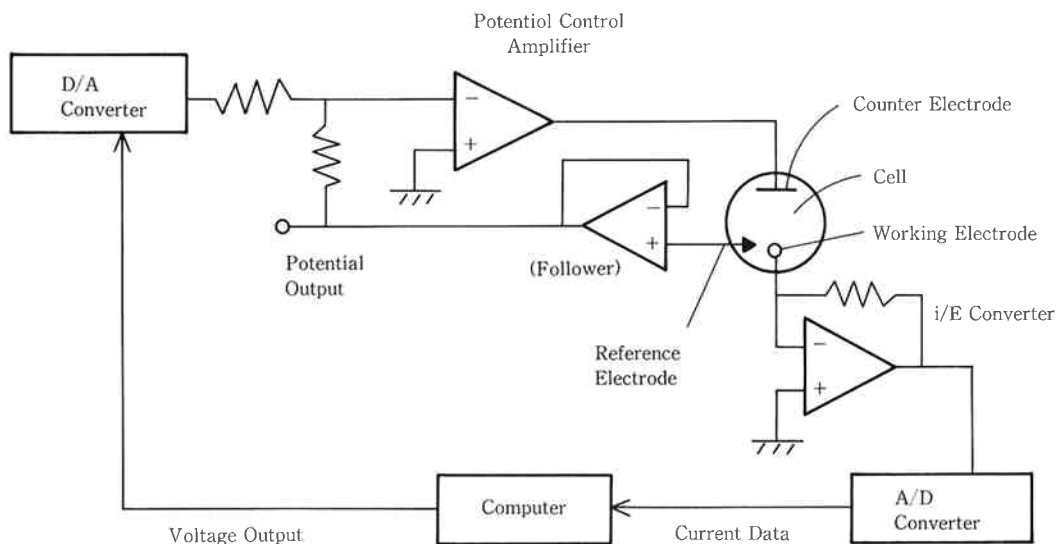 Potentiol Control
Amplifier
D/A
Converter
−
+
Counter Electrode
Cell
−
+
Working Electrode
(Follower)
Potential
Output
i/E Converter
Reference
Electrode
−
+
Computer
A/D
Converter
Voltage Output
Current Data